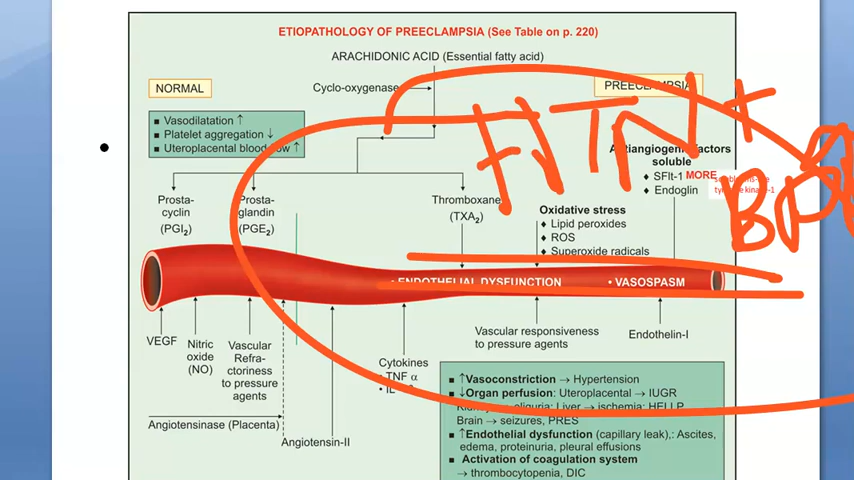 ETIOPATHOLOGY OF PREECLAMPSIA (See Table on p. 220)
ARACHIDONIC ACID (Essential fatty acid)
Cyclo-oxygenase
NORMAL
PREECLAMPSIA
■ Vasodilatation ↑
■ Platelet aggregation ↓
■ Uteroplacental blood flow ↑
HTN +
BP
Antiangiogenic factors
soluble
♦ SFlt-1 MORE
♦ Endoglin
tyrosine kinase-1
Prosta-
cyclin
(PGI2)
Prosta-
glandin
(PGE2)
Thromboxane
(TXA2)
Oxidative stress
♦ Lipid peroxides
♦ ROS
♦ Superoxide radicals
• ENDOTHELIAL DYSFUNCTION
• VASOSPASM
VEGF
Nitric
oxide
(NO)
Vascular
Refra-
ctoriness
to pressure
agents
Angiotensinase (Placenta)
Angiotensin-II
Cytokines
• TNF α
• IL
Vascular responsiveness
to pressure agents
Endothelin-I
■ ↑Vasoconstriction → Hypertension
■ ↓Organ perfusion: Uteroplacental → IUGR
Kidney → oliguria; Liver → ischemia: HELLP
Brain → seizures, PRES
■ ↑Endothelial dysfunction (capillary leak),: Ascites,
edema, proteinuria, pleural effusions
■ Activation of coagulation system
→ thrombocytopenia, DIC